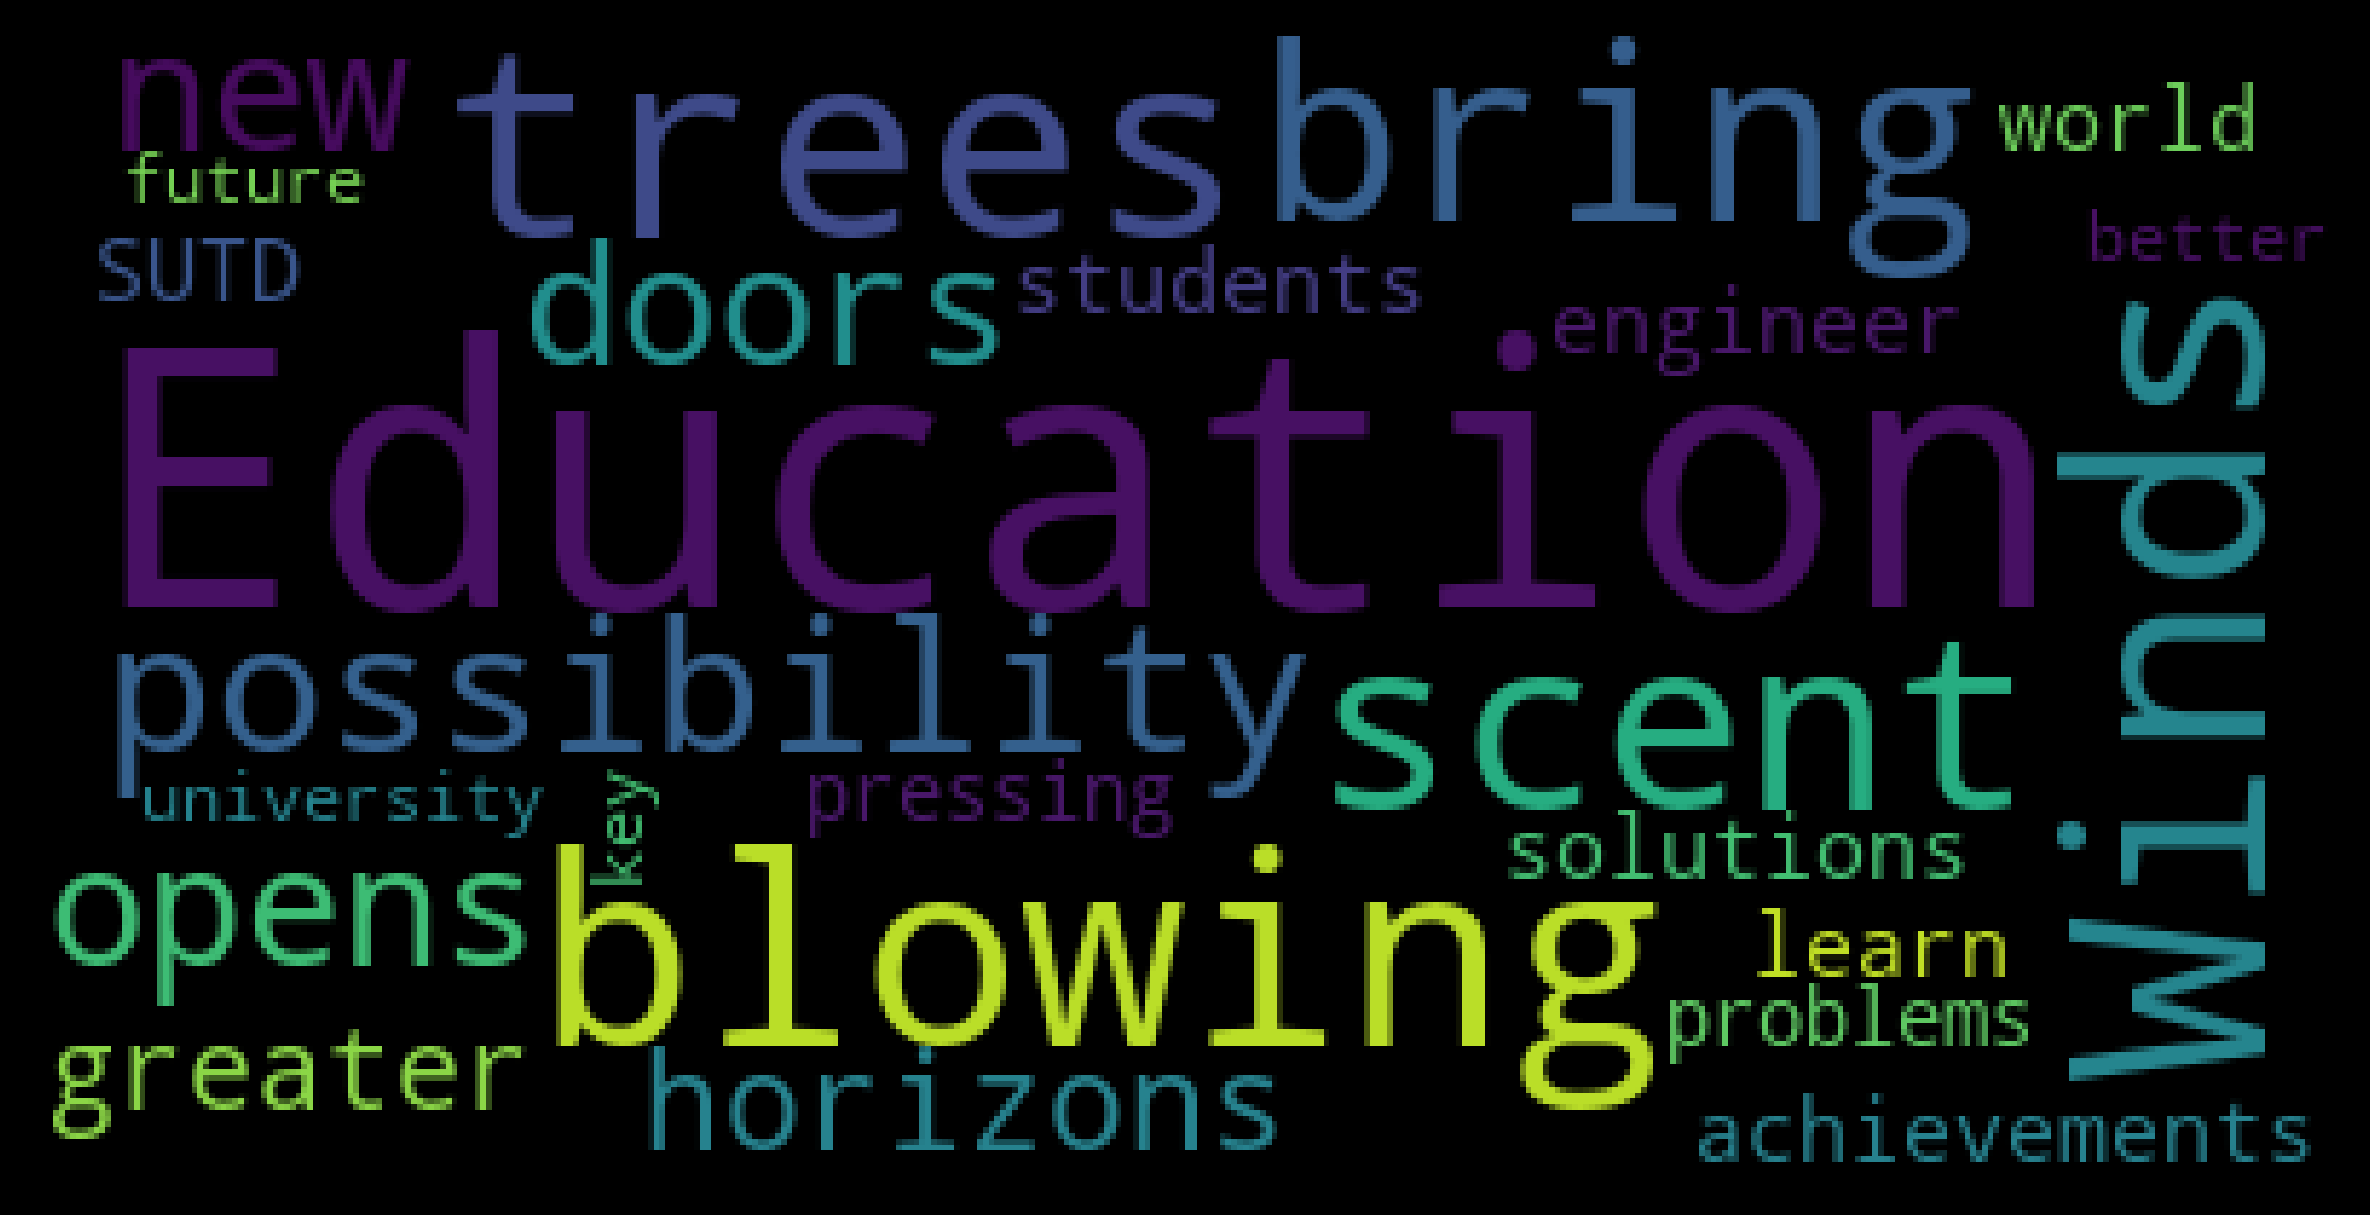 new
trees
bring
world
future
SUTD
doors
students
better
engineer
Education
Winds
possibility
scent
university
key
pressing
solutions
opens
blowing
learn
problems
greater
horizons
achievements